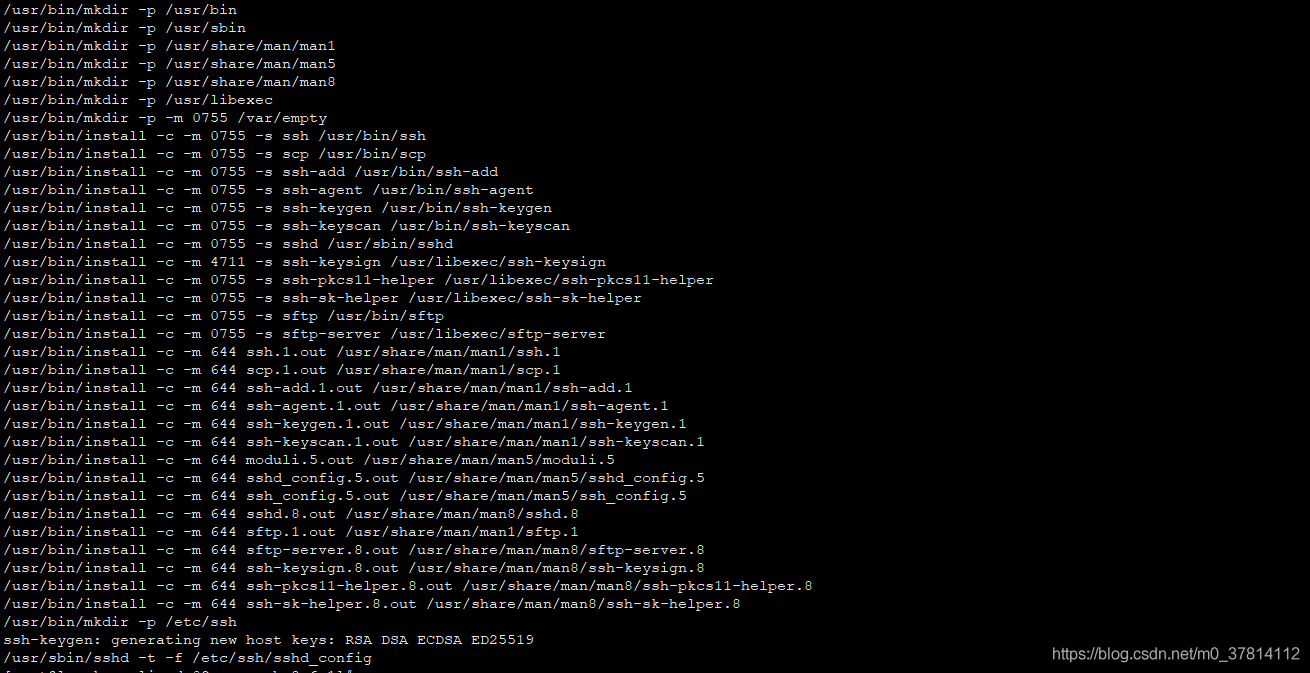 /usr/bin/mkdir -p /usr/bin
/usr/bin/mkdir -p /usr/sbin
/usr/bin/mkdir -p /usr/share/man/man1
/usr/bin/mkdir -p /usr/share/man/man5
/usr/bin/mkdir -p /usr/share/man/man8
/usr/bin/mkdir -p /usr/libexec
/usr/bin/mkdir -p -m 0755 /var/empty
/usr/bin/install -c -m 0755 -s ssh /usr/bin/ssh
/usr/bin/install -c -m 0755 -s scp /usr/bin/scp
/usr/bin/install -c -m 0755 -s ssh-add /usr/bin/ssh-add
/usr/bin/install -c -m 0755 -s ssh-agent /usr/bin/ssh-agent
/usr/bin/install -c -m 0755 -s ssh-keygen /usr/bin/ssh-keygen
/usr/bin/install -c -m 0755 -s ssh-keyscan /usr/bin/ssh-keyscan
/usr/bin/install -c -m 0755 -s sshd /usr/sbin/sshd
/usr/bin/install -c -m 4711 -s ssh-keysign /usr/libexec/ssh-keysign
/usr/bin/install -c -m 0755 -s ssh-pkcs11-helper /usr/libexec/ssh-pkcs11-helper
/usr/bin/install -c -m 0755 -s ssh-sk-helper /usr/libexec/ssh-sk-helper
/usr/bin/install -c -m 0755 -s sftp /usr/bin/sftp
/usr/bin/install -c -m 0755 -s sftp-server /usr/libexec/sftp-server
/usr/bin/install -c -m 644 ssh.1.out /usr/share/man/man1/ssh.1
/usr/bin/install -c -m 644 scp.1.out /usr/share/man/man1/scp.1
/usr/bin/install -c -m 644 ssh-add.1.out /usr/share/man/man1/ssh-add.1
/usr/bin/install -c -m 644 ssh-agent.1.out /usr/share/man/man1/ssh-agent.1
/usr/bin/install -c -m 644 ssh-keygen.1.out /usr/share/man/man1/ssh-keygen.1
/usr/bin/install -c -m 644 ssh-keyscan.1.out /usr/share/man/man1/ssh-keyscan.1
/usr/bin/install -c -m 644 moduli.5.out /usr/share/man/man5/moduli.5
/usr/bin/install -c -m 644 sshd_config.5.out /usr/share/man/man5/sshd_config.5
/usr/bin/install -c -m 644 ssh_config.5.out /usr/share/man/man5/ssh_config.5
/usr/bin/install -c -m 644 sshd.8.out /usr/share/man/man8/sshd.8
/usr/bin/install -c -m 644 sftp.1.out /usr/share/man/man1/sftp.1
/usr/bin/install -c -m 644 sftp-server.8.out /usr/share/man/man8/sftp-server.8
/usr/bin/install -c -m 644 ssh-keysign.8.out /usr/share/man/man8/ssh-keysign.8
/usr/bin/install -c -m 644 ssh-pkcs11-helper.8.out /usr/share/man/man8/ssh-pkcs11-helper.8
/usr/bin/install -c -m 644 ssh-sk-helper.8.out /usr/share/man/man8/ssh-sk-helper.8
/usr/bin/mkdir -p /etc/ssh
ssh-keygen: generating new host keys: RSA DSA ECDSA ED25519
/usr/sbin/sshd -t -f /etc/ssh/sshd_config
https://blog.csdn.net/m0_37814112